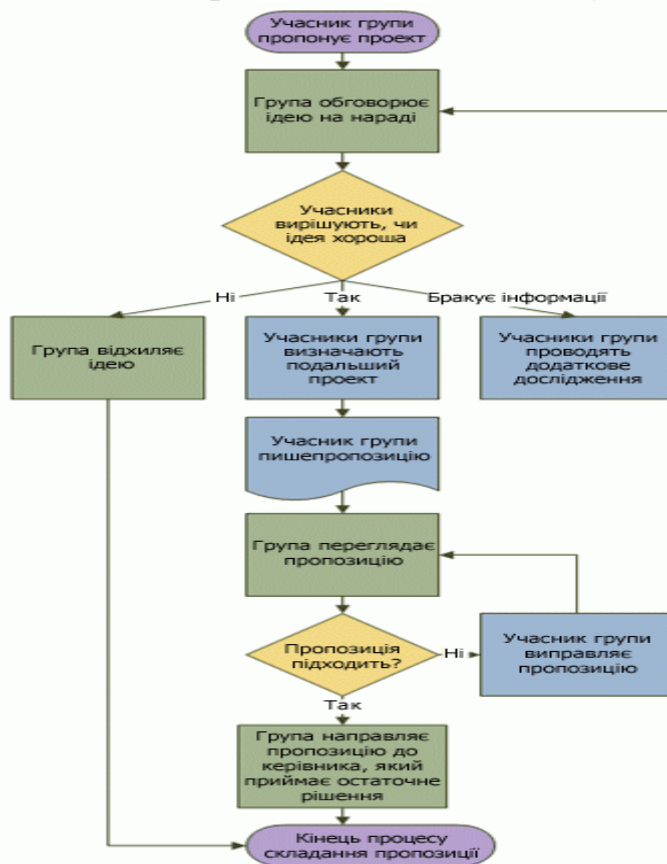 Учасник групи
пропонує проект
Група обговорює
ідею на нараді
Учасники
вирішують, чи
ідея хороша
Ні
Так
Бракує інформації
Група відхиляє
ідею
Учасники групи
визначають
подальший
проект
Учасники групи
проводять
додаткове
дослідження
Учасник групи
пишепропозицію
Група переглядає
пропозицію
Пропозиція
підходить?
Ні
Учасник групи
виправляє
пропозицію
Так
Група направляє
пропозицію до
керівника, який
приймає остаточне
рішення
Кінець процесу
складання пропозиції